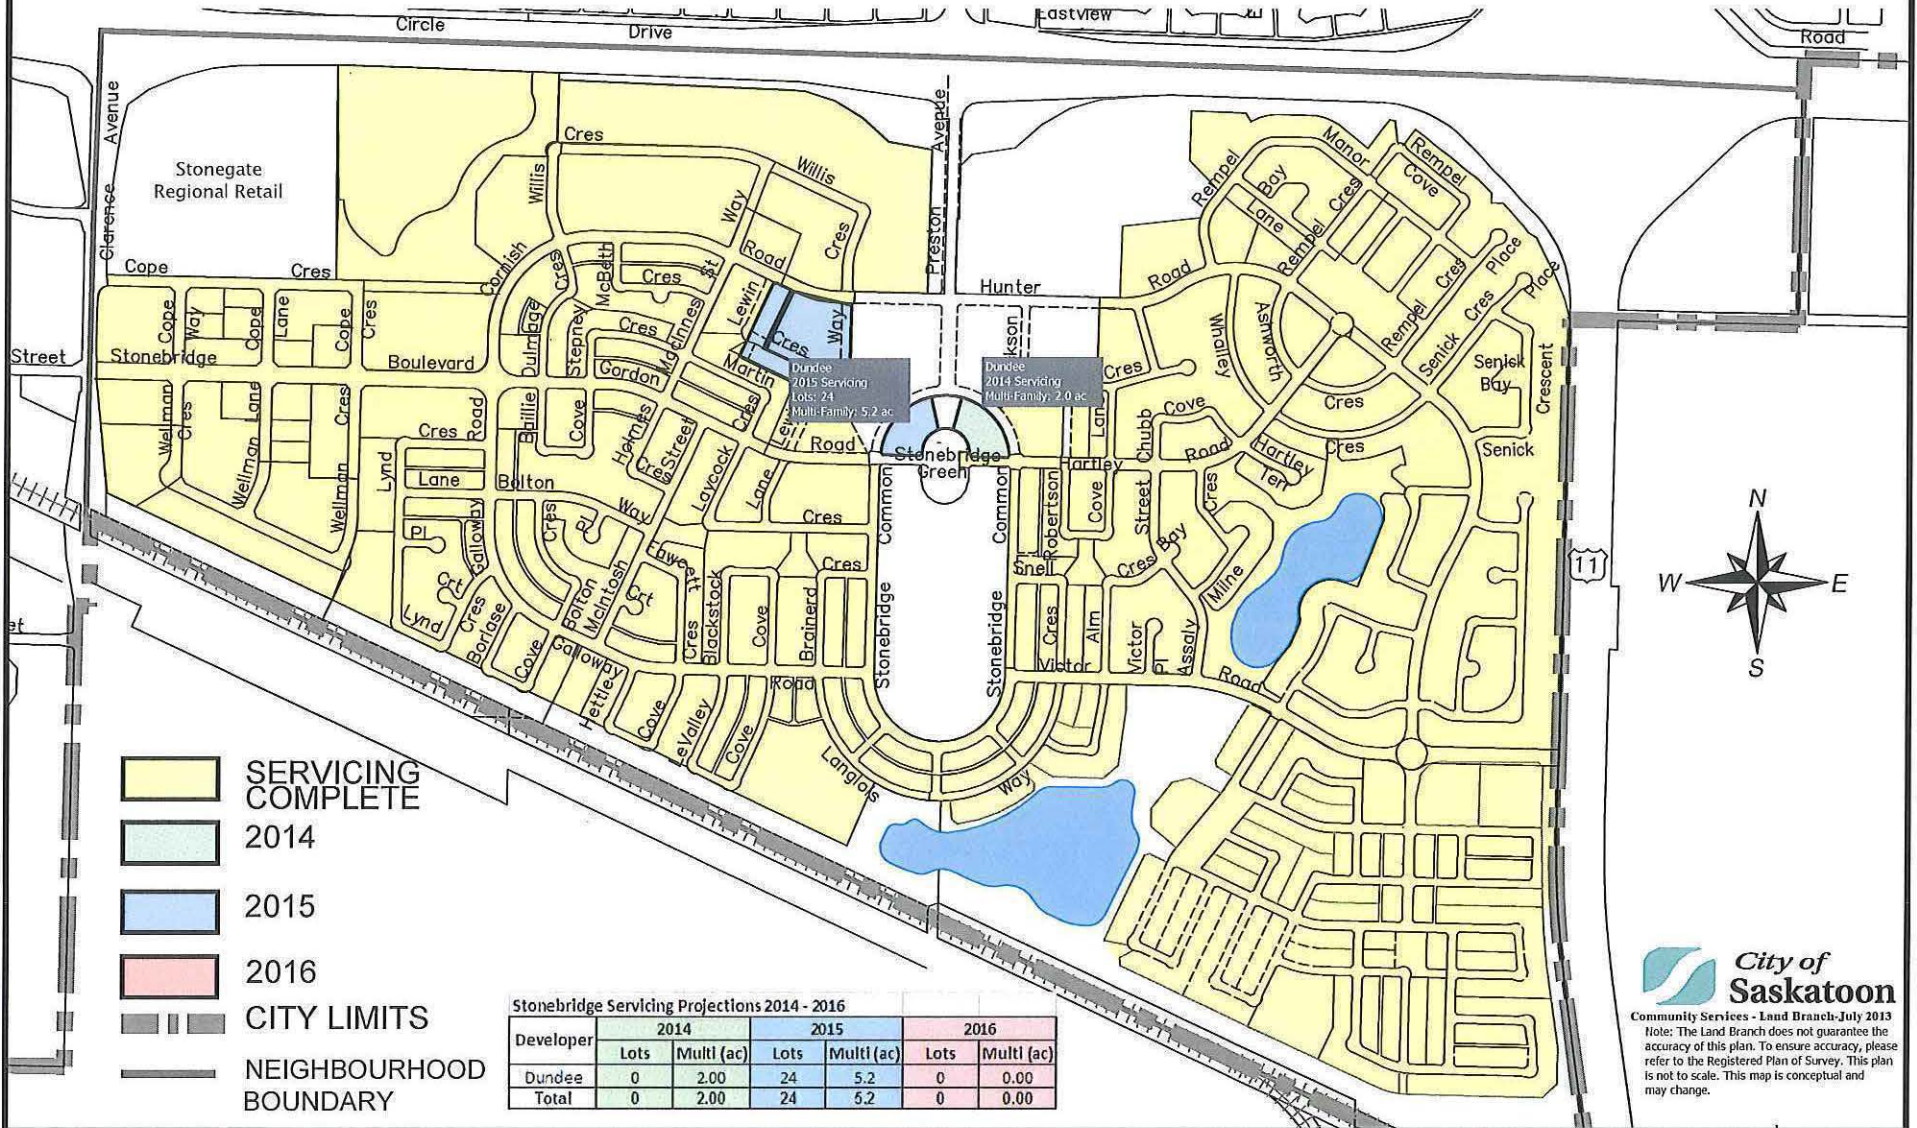 Circle
Drive
Eastview
Road
Avenue
Clarence
Stonegate
Regional Retail
Cres
Willis
Willis
Way
Cres
Avenue
Preston
Manor
Rempel
Cove
Rempel
Bay
Lane
Cres
Rempel
Cope
Cres
Cornish
Cres
McBeth
Cres
St
Road
Hunter
Road
Cres
Place
Place
Cope
Way
Cope
Lane
Cope
Cres
Dulmage
Stepney
Cres
McInnes
Lewin
Way
Cres
Whalley
Ashworth
Rempel
Cres
Senick
Senick
Bay
Crescent
Street
Stonebridge
Boulevard
Gordon
Martin
Dundee
2015 Servicing
Lots: 24
Multi-Family: 5.2 ac
Dundee
2014 Servicing
Multi-Family: 2.0 ac
Cres
Cres
Wellman
Cres
Lane
Cres
Road
Baillie
Cove
Holmes
Cres
Street
Cres
Cove
Chubb
Cres
Senick
Cres
Lynd
Lane
Bolton
Laycock
Lane
Road
Stonebridge
Green
Hartley
Road
Hartley
Terr
Wellman
Wellman
Cres
Pl
Galloway
Cres
Pl
Way
Cres
Common
Common
Robertson
Cove
Street
Cres
Bay
Crt
Lynd
Cres
Borlase
Cove
Bolton
McIntosh
Fawcett
Crt
Cres
Blackstock
Cove
Brainerd
Cres
Stonebridge
Stonebridge
Snell
Cres
Alm
Cres
Milne
Victor
Victor
Pl
Assaly
Road
Galloway
Hettle
Cove
LeValley
Cove
Road
Langlois
Way
11
N
W
E
S
SERVICING
COMPLETE
2014
2015
2016
CITY LIMITS
NEIGHBOURHOOD
BOUNDARY
Stonebridge Servicing Projections 2014 - 2016
Developer 2014 2015 2016
Lots Multi (ac) Lots Multi (ac) Lots Multi (ac)
Dundee 0 2.00 24 5.2 0 0.00
Total 0 2.00 24 5.2 0 0.00
City of
Saskatoon
Community Services - Land Branch-July 2013
Note: The Land Branch does not guarantee the
accuracy of this plan. To ensure accuracy, please
refer to the Registered Plan of Survey. This plan
is not to scale. This map is conceptual and
may change.